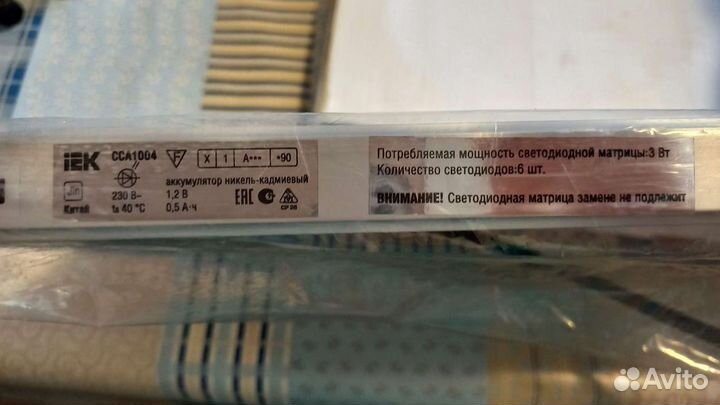 IEK
CCA1004
F
X 1 A*** *90
аккумулятор никель-кадмиевый
230 В~ 1,2 В
Китай ta 40 °C 0,5 А·ч
EAC
Потребляемая мощность светодиодной матрицы:3 Вт
Количество светодиодов:6 шт.
ВНИМАНИЕ! Светодиодная матрица замене не подлежит
Avito